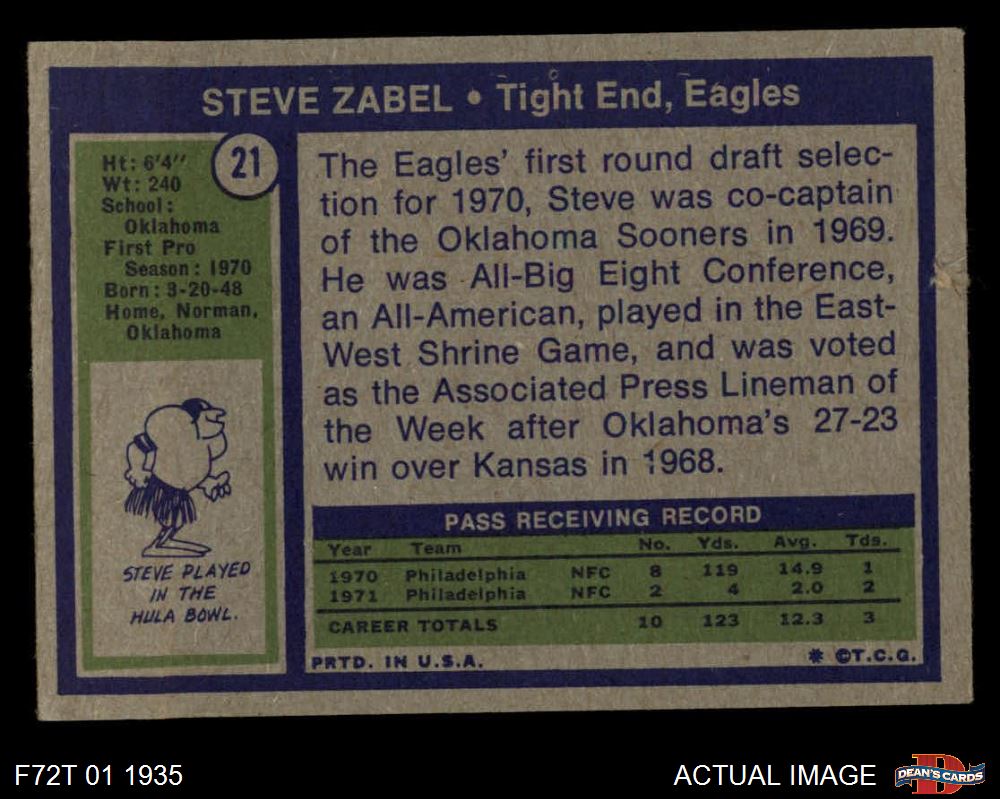 STEVE ZABEL • Tight End, Eagles
21
Ht: 6'4''
Wt: 240
School:
Oklahoma
First Pro
Season: 1970
Born: 3-20-48
Home, Norman,
Oklahoma
The Eagles' first round draft selec-
tion for 1970, Steve was co-captain
of the Oklahoma Sooners in 1969.
He was All-Big Eight Conference,
an All-American, played in the East-
West Shrine Game, and was voted
as the Associated Press Lineman of
the Week after Oklahoma's 27-23
win over Kansas in 1968.
STEVE PLAYED
IN THE
HULA BOWL.
PASS RECEIVING RECORD
Year Team No. Yds. Avg. Tds.
1970 Philadelphia NFC 8 119 14.9 1
1971 Philadelphia NFC 2 4 2.0 2
CAREER TOTALS 10 123 12.3 3
PRTD. IN U.S.A. * ©T.C.G.
F72T 01 1935
ACTUAL IMAGE
D
DEAN'S CARDS